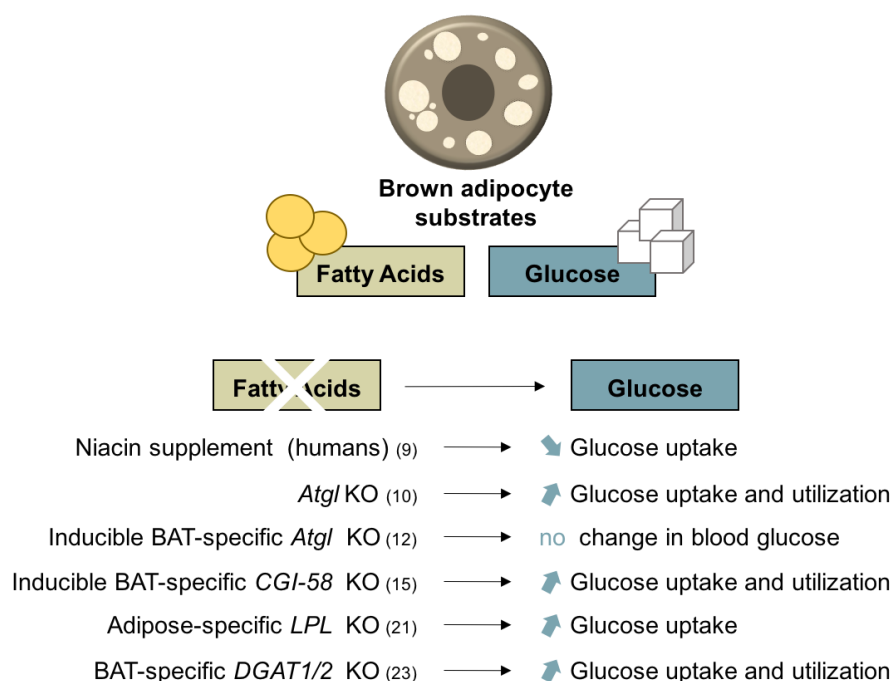 Brown adipocyte
substrates
Fatty Acids
Glucose
Fatty Acids
Glucose
Niacin supplement (humans) (9) Glucose uptake
Atgl KO (10) Glucose uptake and utilization
Inducible BAT-specific Atgl KO (12) no change in blood glucose
Inducible BAT-specific CGI-58 KO (15) Glucose uptake and utilization
Adipose-specific LPL KO (21) Glucose uptake
BAT-specific DGAT1/2 KO (23) Glucose uptake and utilization